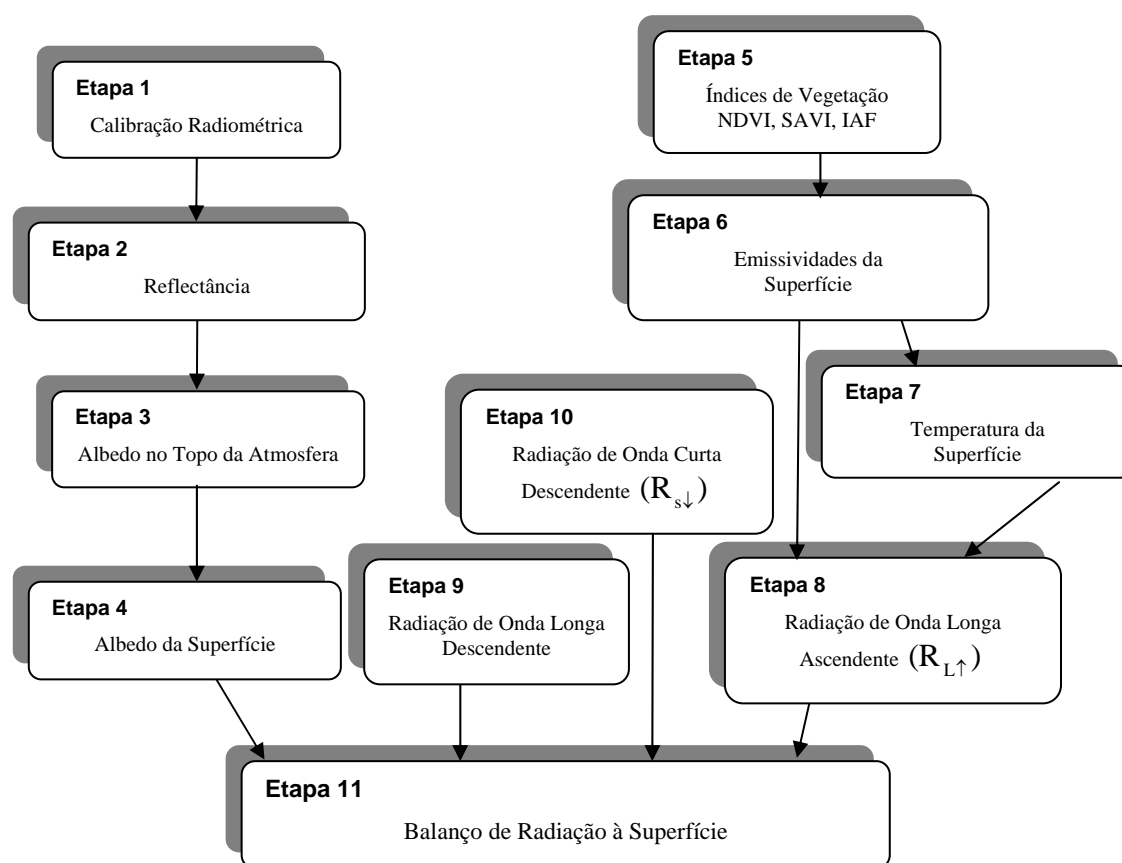 Etapa 1
Calibração Radiométrica
Etapa 2
Reflectância
Etapa 3
Albedo no Topo da Atmosfera
Etapa 4
Albedo da Superfície
Etapa 5
Índices de Vegetação
NDVI, SAVI, IAF
Etapa 6
Emissividades da
Superfície
Etapa 7
Temperatura da
Superfície
Etapa 10
Radiação de Onda Curta
Descendente (R s↓)
Etapa 9
Radiação de Onda Longa
Descendente
Etapa 8
Radiação de Onda Longa
Ascendente (R L↑)
Etapa 11
Balanço de Radiação à Superfície